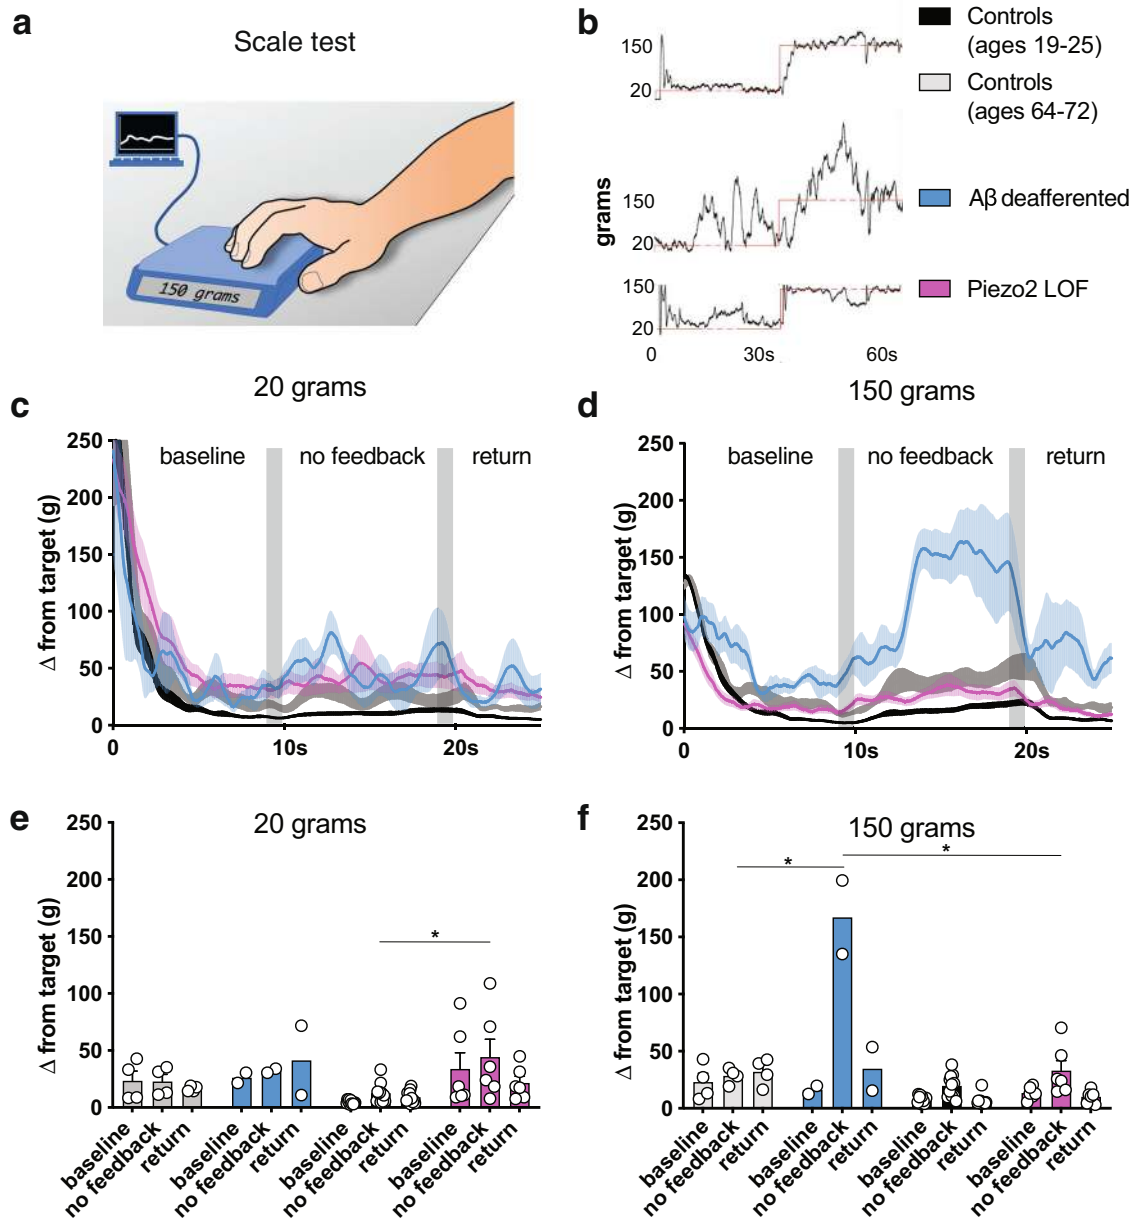 a
Scale test
150 grams
b
150
20
150
20
150
20
grams
0
30s
60s
Controls
(ages 19-25)
Controls
(ages 64-72)
Aβ deafferented
Piezo2 LOF
c
20 grams
250
200
150
100
50
0
Δ from target (g)
baseline
no feedback
return
0
10s
20s
d
150 grams
250
200
150
100
50
0
Δ from target (g)
baseline
no feedback
return
0
10s
20s
e
20 grams
250
200
150
100
50
0
Δ from target (g)
*
baseline
no feedback
return
baseline
no feedback
return
baseline
no feedback
return
baseline
no feedback
return
f
150 grams
250
200
150
100
50
0
Δ from target (g)
*
*
baseline
no feedback
return
baseline
no feedback
return
baseline
no feedback
return
baseline
no feedback
return